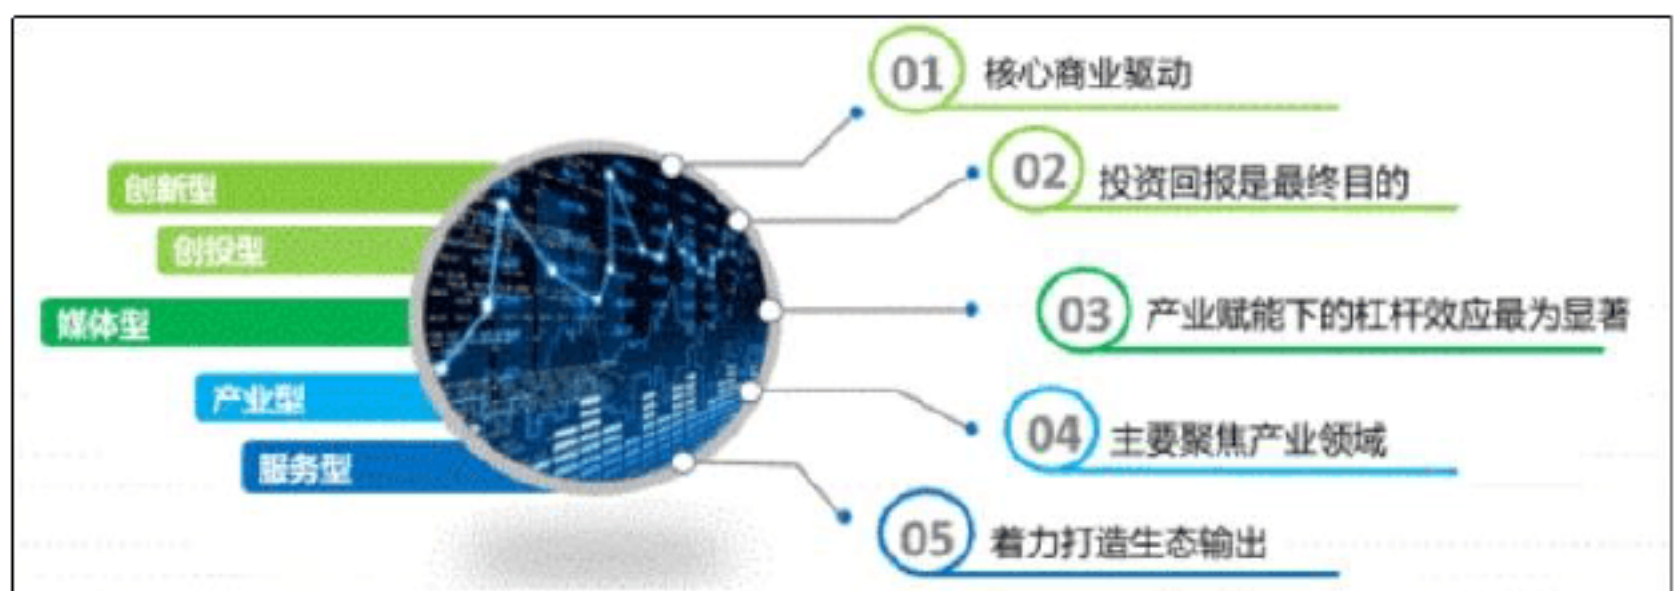 创新型
创投型
媒体型
产业型
服务型
01 核心商业驱动
02 投资回报是最终目的
03 产业赋能下的杠杆效应最为显著
04 主要聚焦产业领域
05 着力打造生态输出